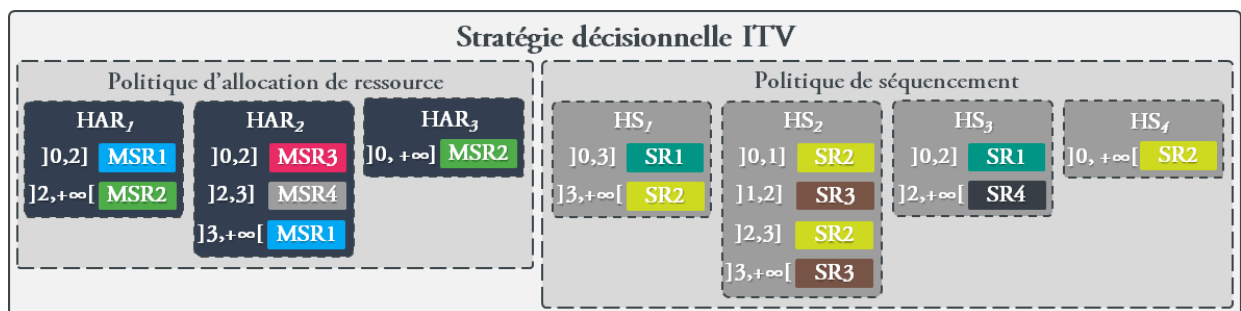 Stratégie décisionnelle ITV
Politique d'allocation de ressource
HAR1
]0,2] MSR1
]2,+∞[ MSR2
HAR2
]0,2] MSR3
]2,3] MSR4
]3,+∞[ MSR1
HAR3
]0, +∞] MSR2
Politique de séquencement
HS1
]0,3] SR1
]3,+∞[ SR2
HS2
]0,1] SR2
]1,2] SR3
]2,3] SR2
]3,+∞[ SR3
HS3
]0,2] SR1
]2,+∞[ SR4
HS4
]0, +∞[ SR2